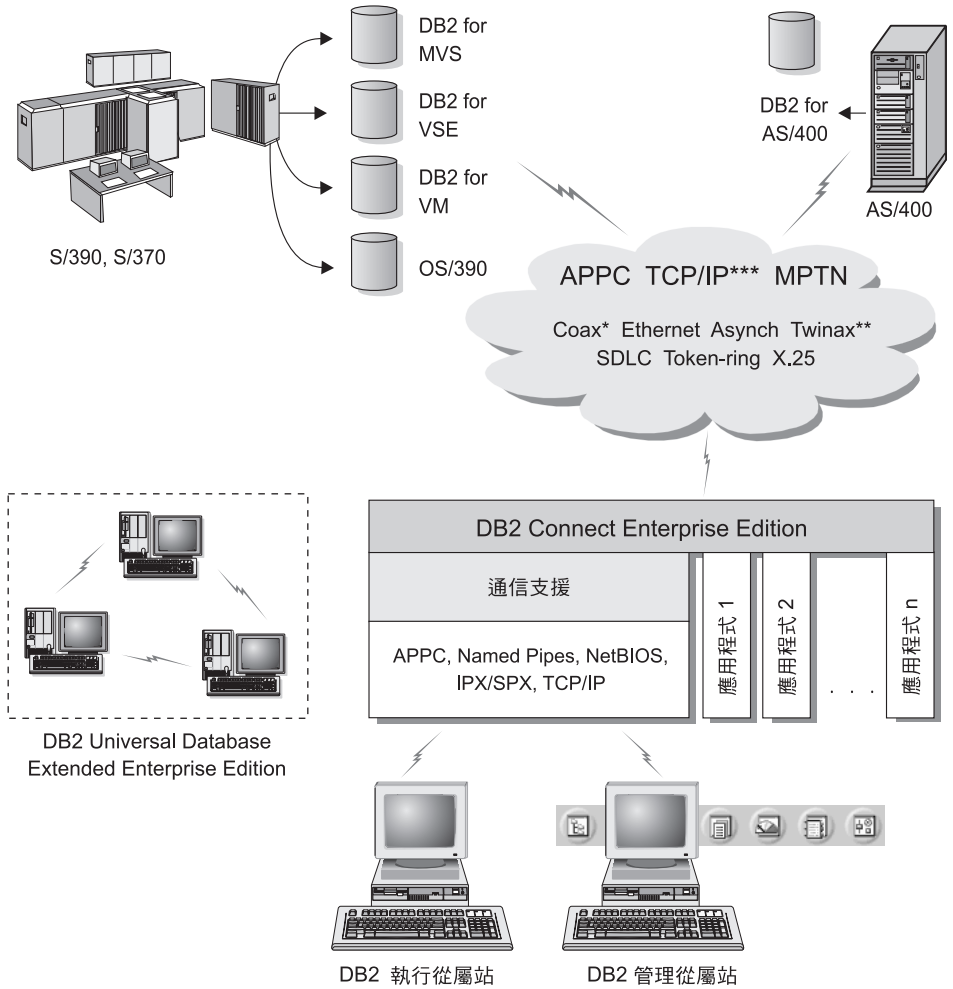 DB2 for
MVS
DB2 for
VSE
DB2 for
VM
OS/390
S/390, S/370
DB2 for
AS/400
AS/400
APPC TCP/IP*** MPTN
Coax* Ethernet Asynch Twinax**
SDLC Token-ring X.25
DB2 Universal Database
Extended Enterprise Edition
DB2 Connect Enterprise Edition
通信支援
APPC, Named Pipes, NetBIOS,
IPX/SPX, TCP/IP
應用程式 1
應用程式 2
. . .
應用程式 n
DB2 執行從屬站
DB2 管理從屬站